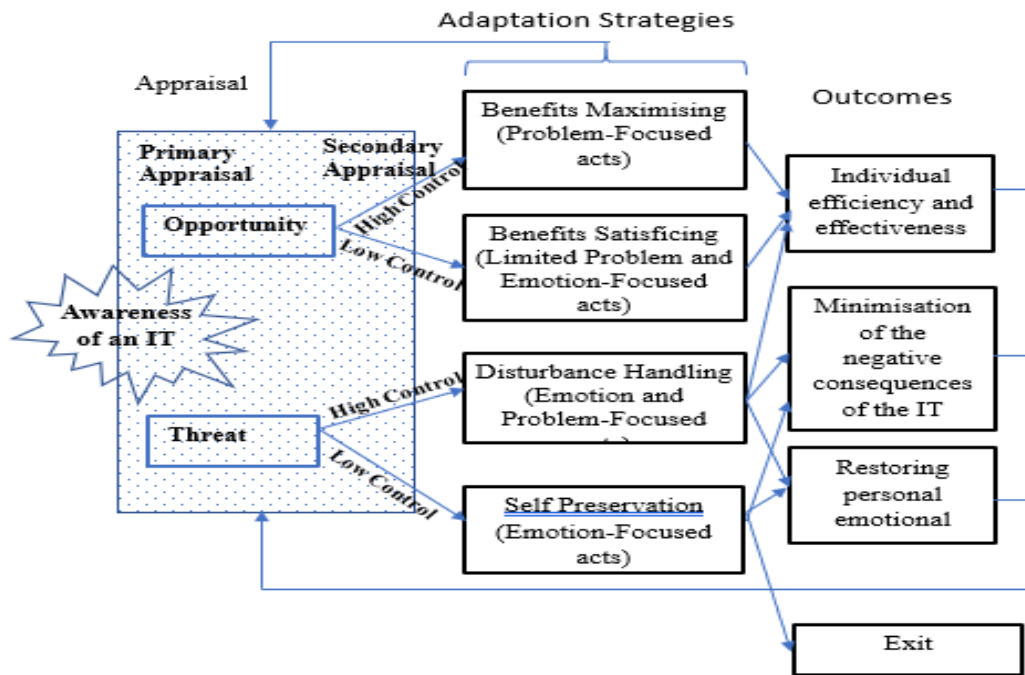 Adaptation Strategies
Appraisal
Outcomes
Primary
Appraisal
Secondary
Appraisal
Opportunity
High Control
Low Control
Awareness
of an IT
Threat
High Control
Low Control
Benefits Maximising
(Problem-Focused
acts)
Benefits Satisficing
(Limited Problem and
Emotion-Focused
acts)
Disturbance Handling
(Emotion and
Problem-Focused
Self Preservation
(Emotion-Focused
acts)
Individual
efficiency and
effectiveness
Minimisation
of the
negative
consequences
of the IT
Restoring
personal
emotional
Exit